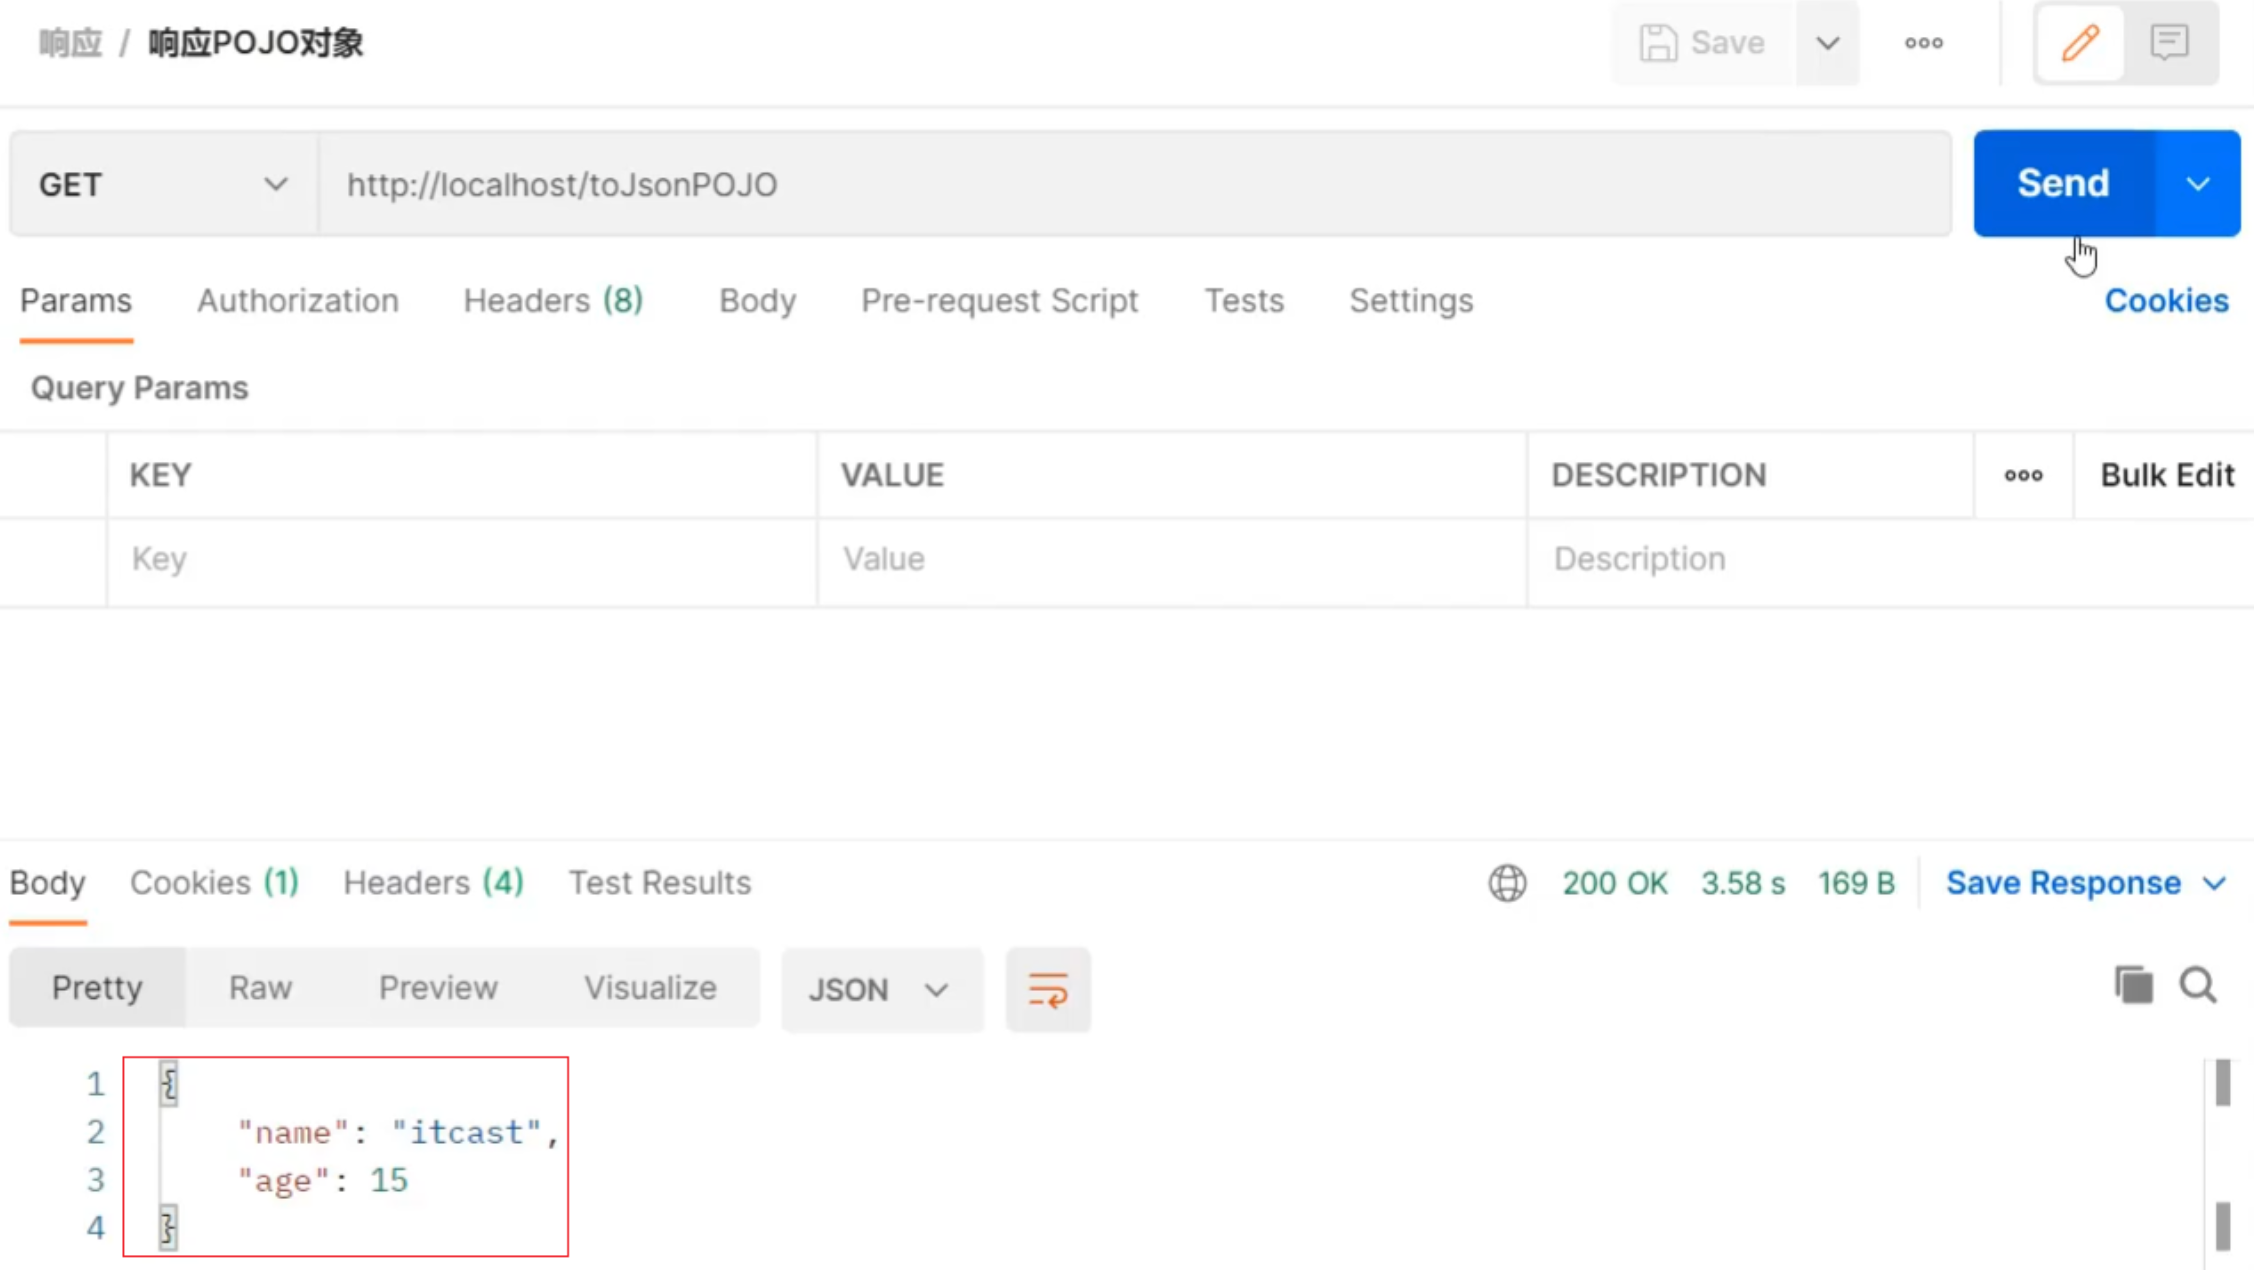 响应 / 响应POJO对象
Save
GET http://localhost/toJsonPOJO Send
Params Authorization Headers (8) Body Pre-request Script Tests Settings Cookies
Query Params
KEY VALUE DESCRIPTION Bulk Edit
Key Value Description
Body Cookies (1) Headers (4) Test Results 200 OK 3.58 s 169 B Save Response
Pretty Raw Preview Visualize JSON
1 {
2 "name": "itcast",
3 "age": 15
4 }